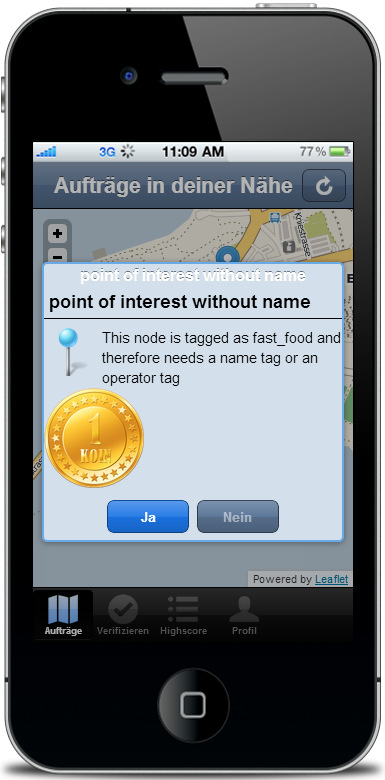 3G 11:09 AM 77%
Aufträge in deiner Nähe
+
Kniestrasse
−
point of interest without name
point of interest without name
This node is tagged as fast_food and
therefore needs a name tag or an
operator tag
1
KOIN
Ja Nein
Powered by Leaflet
Aufträge Verifizieren Highscore Profil